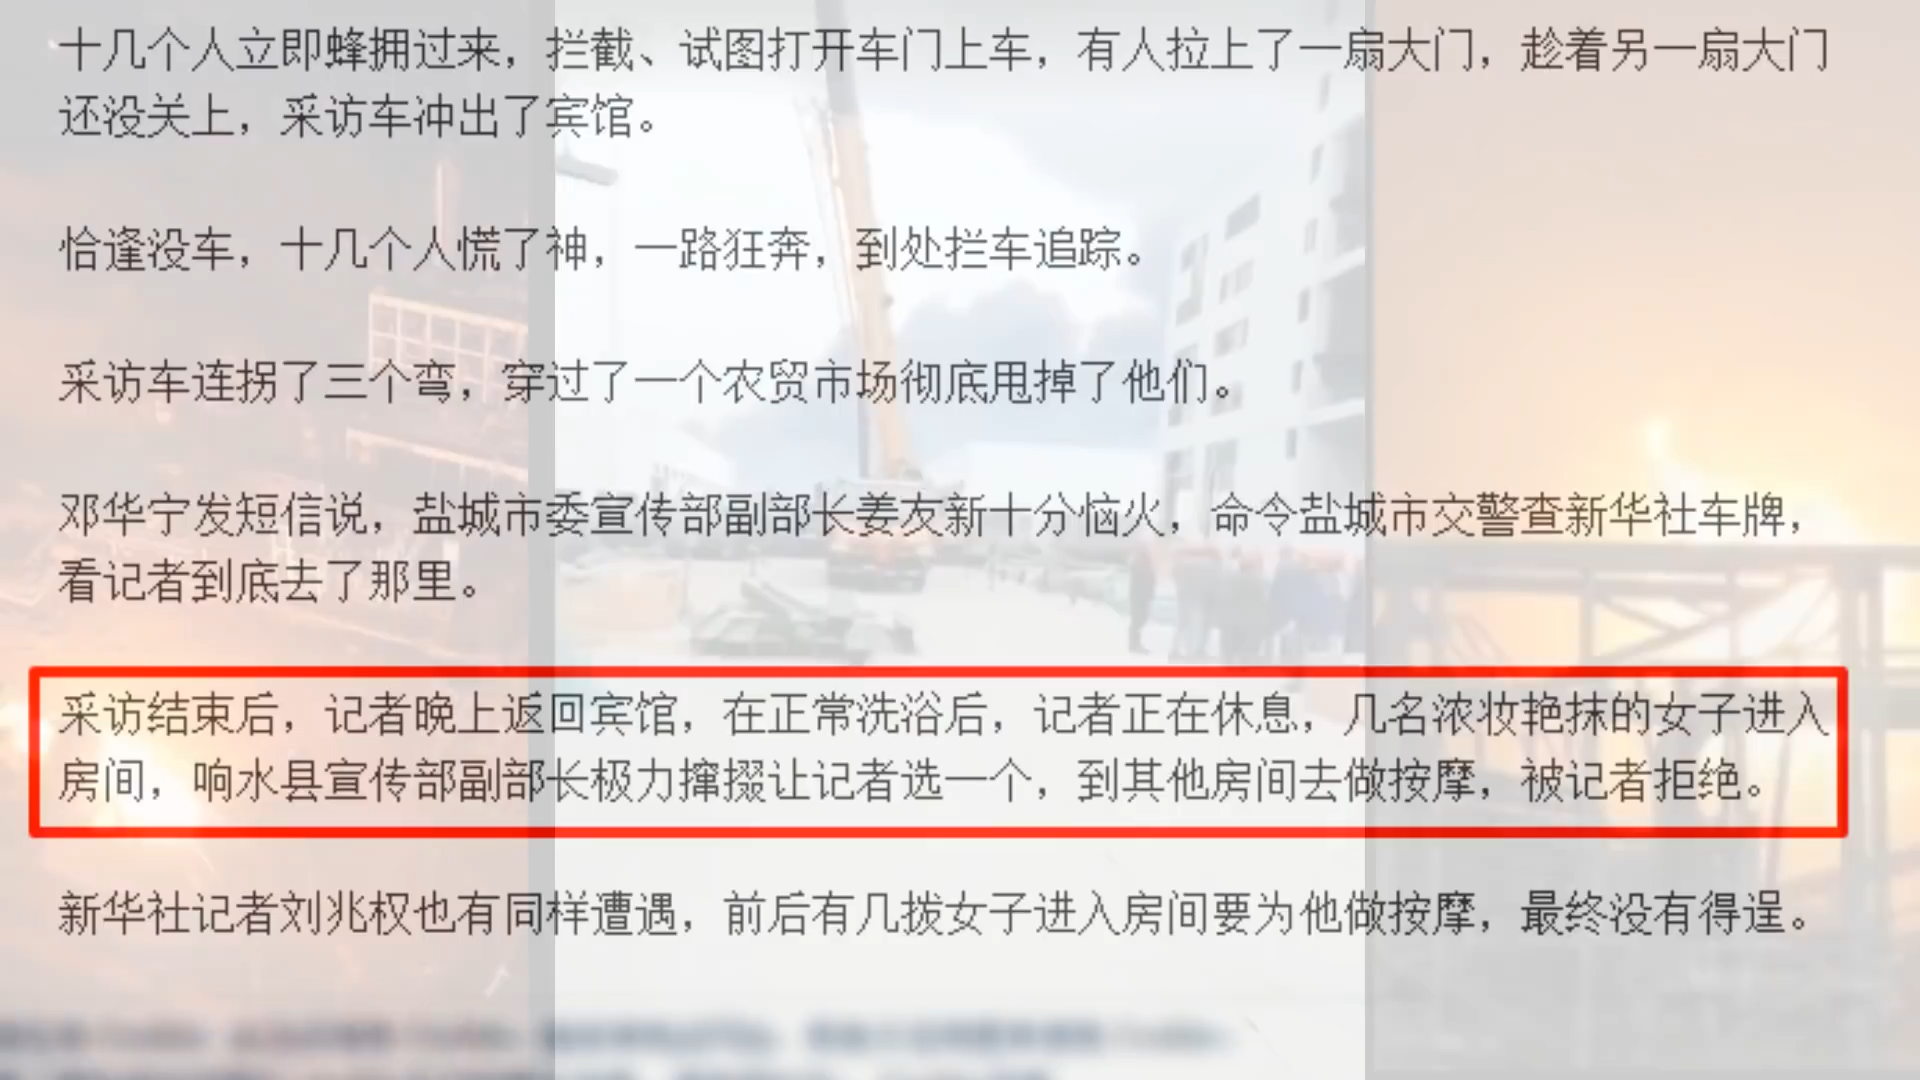 十几个人立即蜂拥过来，拦截、试图打开车门上车，有人拉上了一扇大门，趁着另一扇大门
还没关上，采访车冲出了宾馆。
恰逢没车，十几个人慌了神，一路狂奔，到处拦车追踪。
采访车连拐了三个弯，穿过了一个农贸市场彻底甩掉了他们。
邓华宁发短信说，盐城市委宣传部副部长姜友新十分恼火，命令盐城市交警查新华社车牌，
看记者到底去了那里。
采访结束后，记者晚上返回宾馆，在正常洗浴后，记者正在休息，几名浓妆艳抹的女子进入
房间，响水县宣传部副部长极力撺掇让记者选一个，到其他房间去做按摩，被记者拒绝。
新华社记者刘兆权也有同样遭遇，前后有几拨女子进入房间要为他做按摩，最终没有得逞。